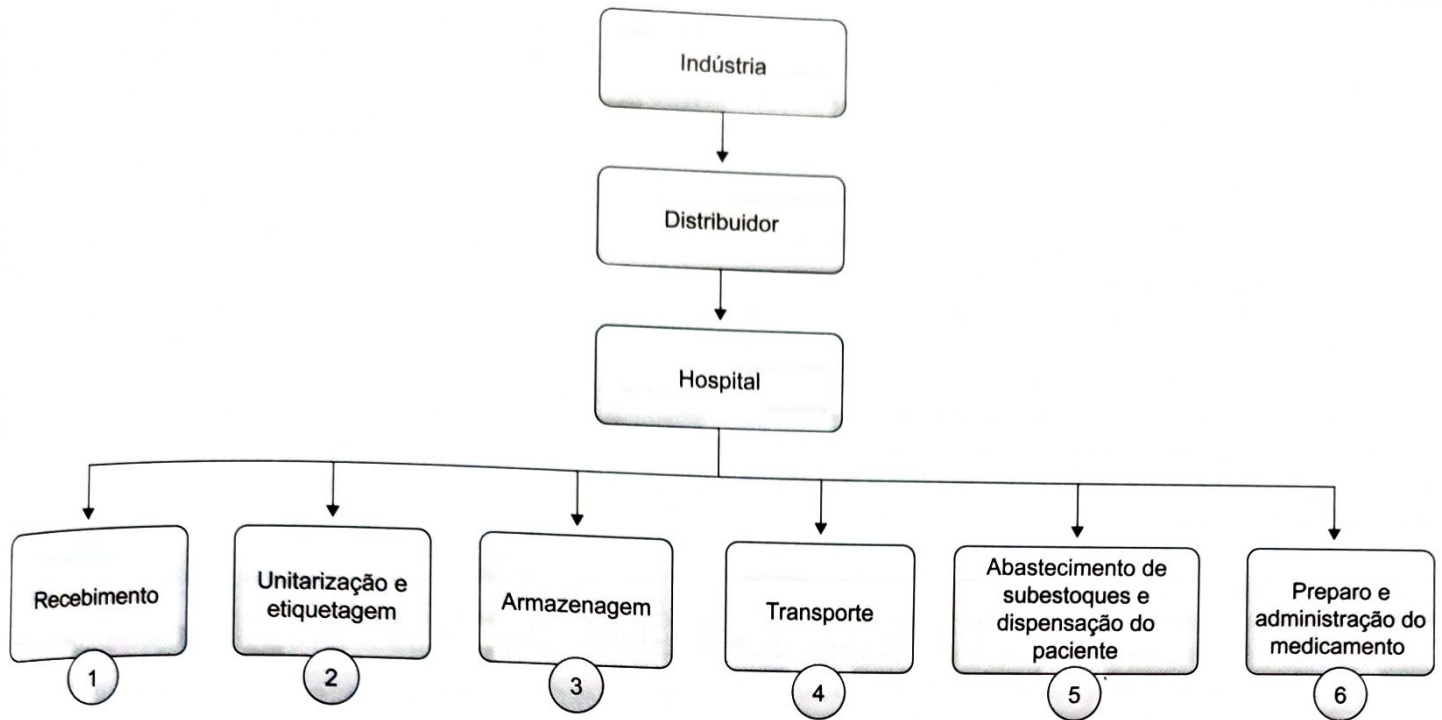 Indústria
Distribuidor
Hospital
Recebimento
1
Unitarização e
etiquetagem
2
Armazenagem
3
Transporte
4
Abastecimento de
subestoques e
dispensação do
paciente
5
Preparo e
administração do
medicamento
6